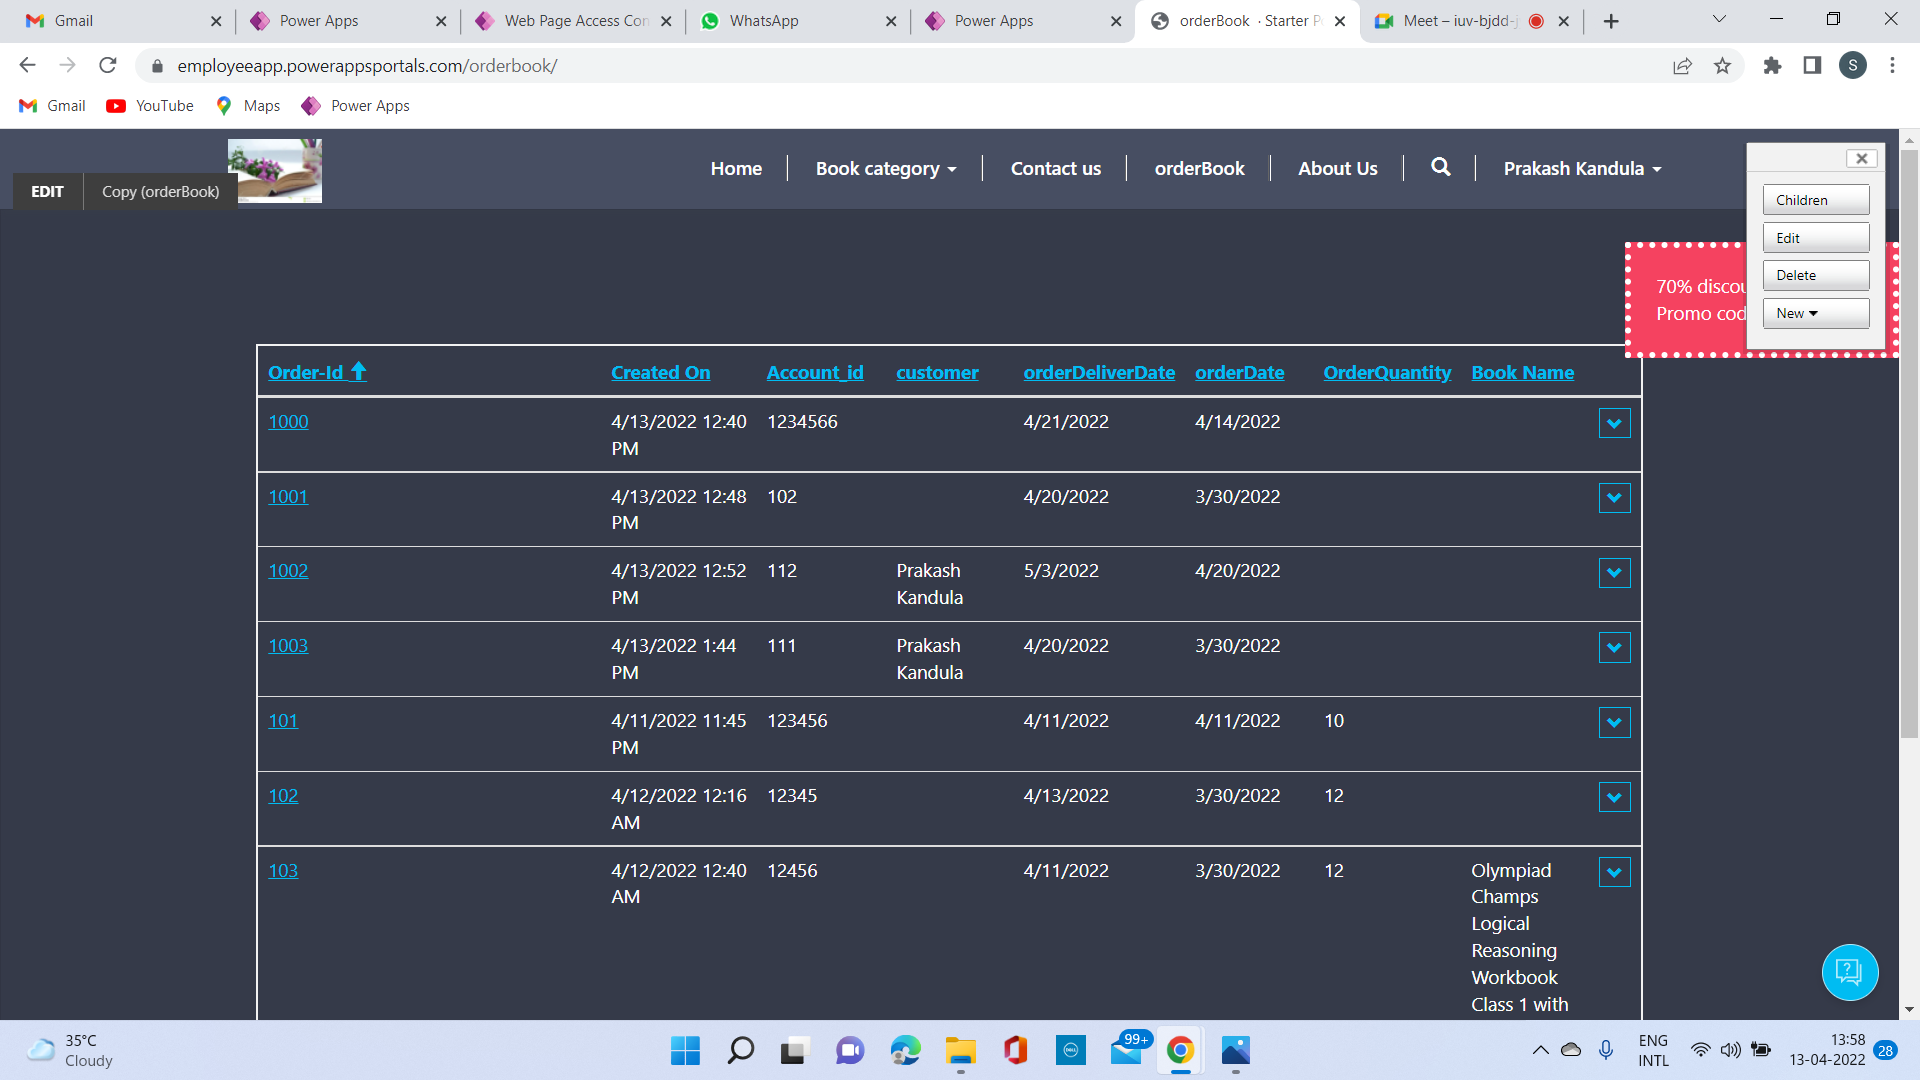 Gmail
Power Apps
Web Page Access Con
WhatsApp
Power Apps
orderBook · Starter P
Meet – iuv-bjdd-j
employeeapp.powerappsportals.com/orderbook/
S
Gmail
YouTube
Maps
Power Apps
EDIT
Copy (orderBook)
Home
Book category
Contact us
orderBook
About Us
Prakash Kandula
Children
Edit
Delete
New
70% discou
Promo cod
Order-Id Created On Account_id customer orderDeliverDate orderDate OrderQuantity Book Name
1000 4/13/2022 12:40 1234566 4/21/2022 4/14/2022
PM
1001 4/13/2022 12:48 102 4/20/2022 3/30/2022
PM
1002 4/13/2022 12:52 112 Prakash 5/3/2022 4/20/2022
PM Kandula
1003 4/13/2022 1:44 111 Prakash 4/20/2022 3/30/2022
PM Kandula
101 4/11/2022 11:45 123456 4/11/2022 4/11/2022 10
PM
102 4/12/2022 12:16 12345 4/13/2022 3/30/2022 12
AM
103 4/12/2022 12:40 12456 4/11/2022 3/30/2022 12 Olympiad
AM Champs
Logical
Reasoning
Workbook
Class 1 with
35°C
Cloudy
DELL
99+
ENG
INTL
13:58
13-04-2022
28